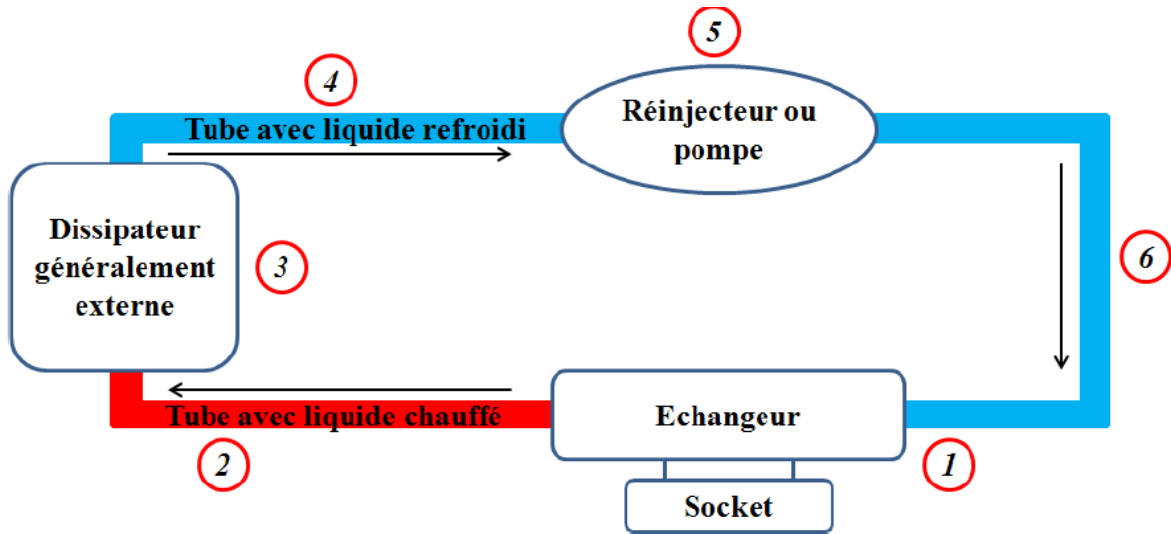 5
4
Réinjecteur ou
pompe
Tube avec liquide refroidi
Dissipateur
généralement
externe
3
6
Tube avec liquide chauffé
Echangeur
2
1
Socket